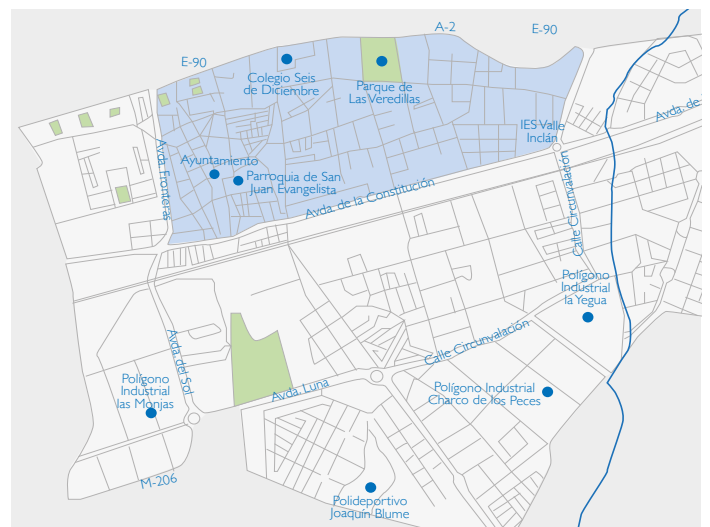 A-2
E-90
E-90
Colegio Seis
de Diciembre
Parque de
Las Veredillas
Avda. de
IES Valle
Inclán
Ayuntamiento
Parroquia de San
Juan Evangelista
Avda. Fronteras
Avda. de la Constitución
Calle Circunvalación
Polígono
Industrial
la Yegua
Calle Circunvalación
Avda. del Sol
Avda. Luna
Polígono
Industrial
las Monjas
Polígono Industrial
Charco de los Peces
M-206
Polideportivo
Joaquín Blume